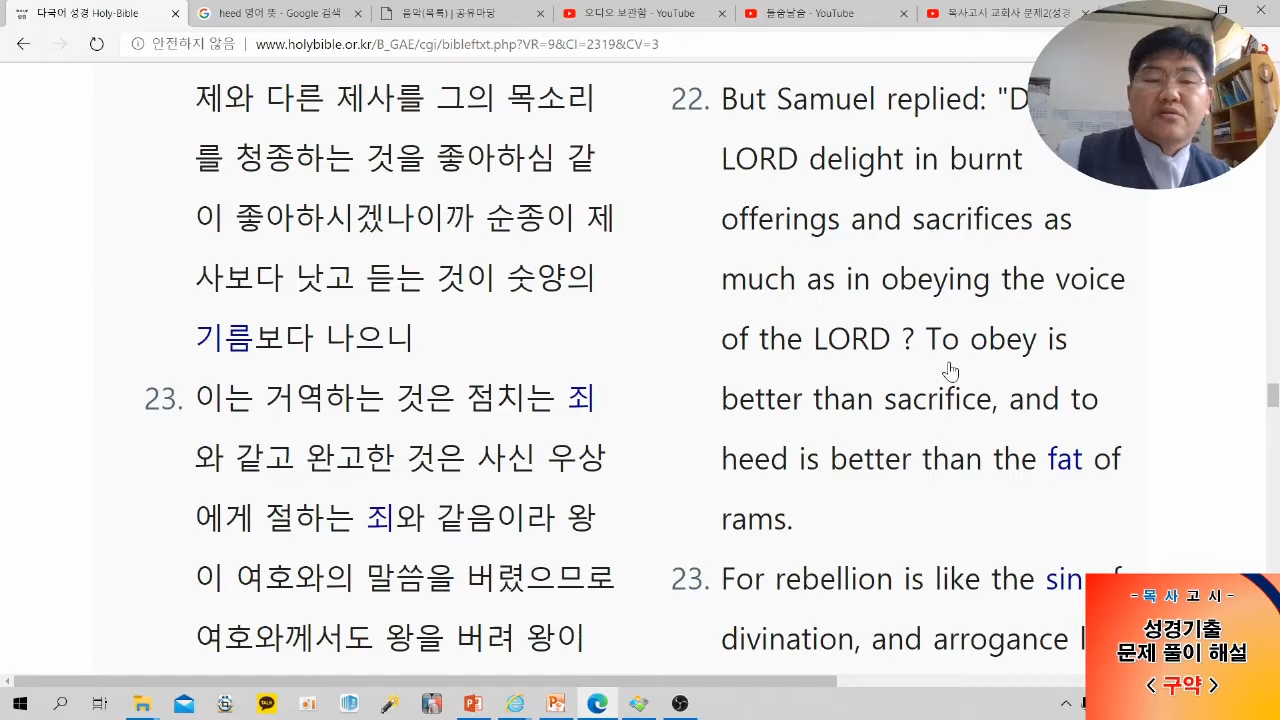 다국어 성경 Holy-Bible
heed 영어 뜻 - Google 검색
음악(목록) | 공유마당
오디오 보관함 - YouTube
돌숨날숨 - YouTube
목사고시 교회사 문제2(성경
안전하지 않음 www.holybible.or.kr/B_GAE/cgi/bibleftxt.php?VR=9&CI=2319&CV=3
제와 다른 제사를 그의 목소리
를 청종하는 것을 좋아하심 같
이 좋아하시겠나이까 순종이 제
사보다 낫고 듣는 것이 숫양의
기름보다 나으니
23. 이는 거역하는 것은 점치는 죄
와 같고 완고한 것은 사신 우상
에게 절하는 죄와 같음이라 왕
이 여호와의 말씀을 버렸으므로
여호와께서도 왕을 버려 왕이
22. But Samuel replied: "D
LORD delight in burnt
offerings and sacrifices as
much as in obeying the voice
of the LORD ? To obey is
better than sacrifice, and to
heed is better than the fat of
rams.
23. For rebellion is like the sin
divination, and arrogance
- 목 사 고 시 -
성경기출
문제 풀이 해설
< 구약 >
TALK